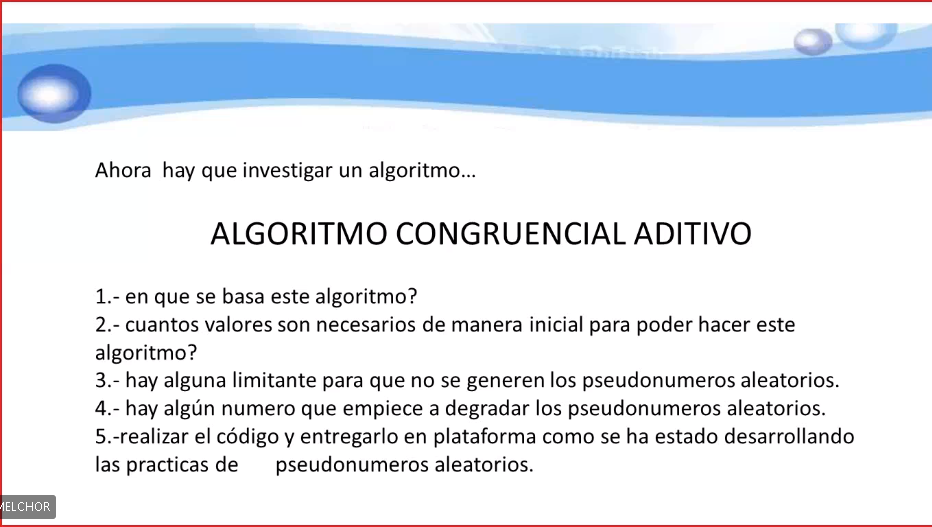 Ahora hay que investigar un algoritmo...
ALGORITMO CONGRUENCIAL ADITIVO
1.- en que se basa este algoritmo?
2.- cuantos valores son necesarios de manera inicial para poder hacer este
algoritmo?
3.- hay alguna limitante para que no se generen los pseudonumeros aleatorios.
4.- hay algún numero que empiece a degradar los pseudonumeros aleatorios.
5.-realizar el código y entregarlo en plataforma como se ha estado desarrollando
las practicas de pseudonumeros aleatorios.
MELCHOR